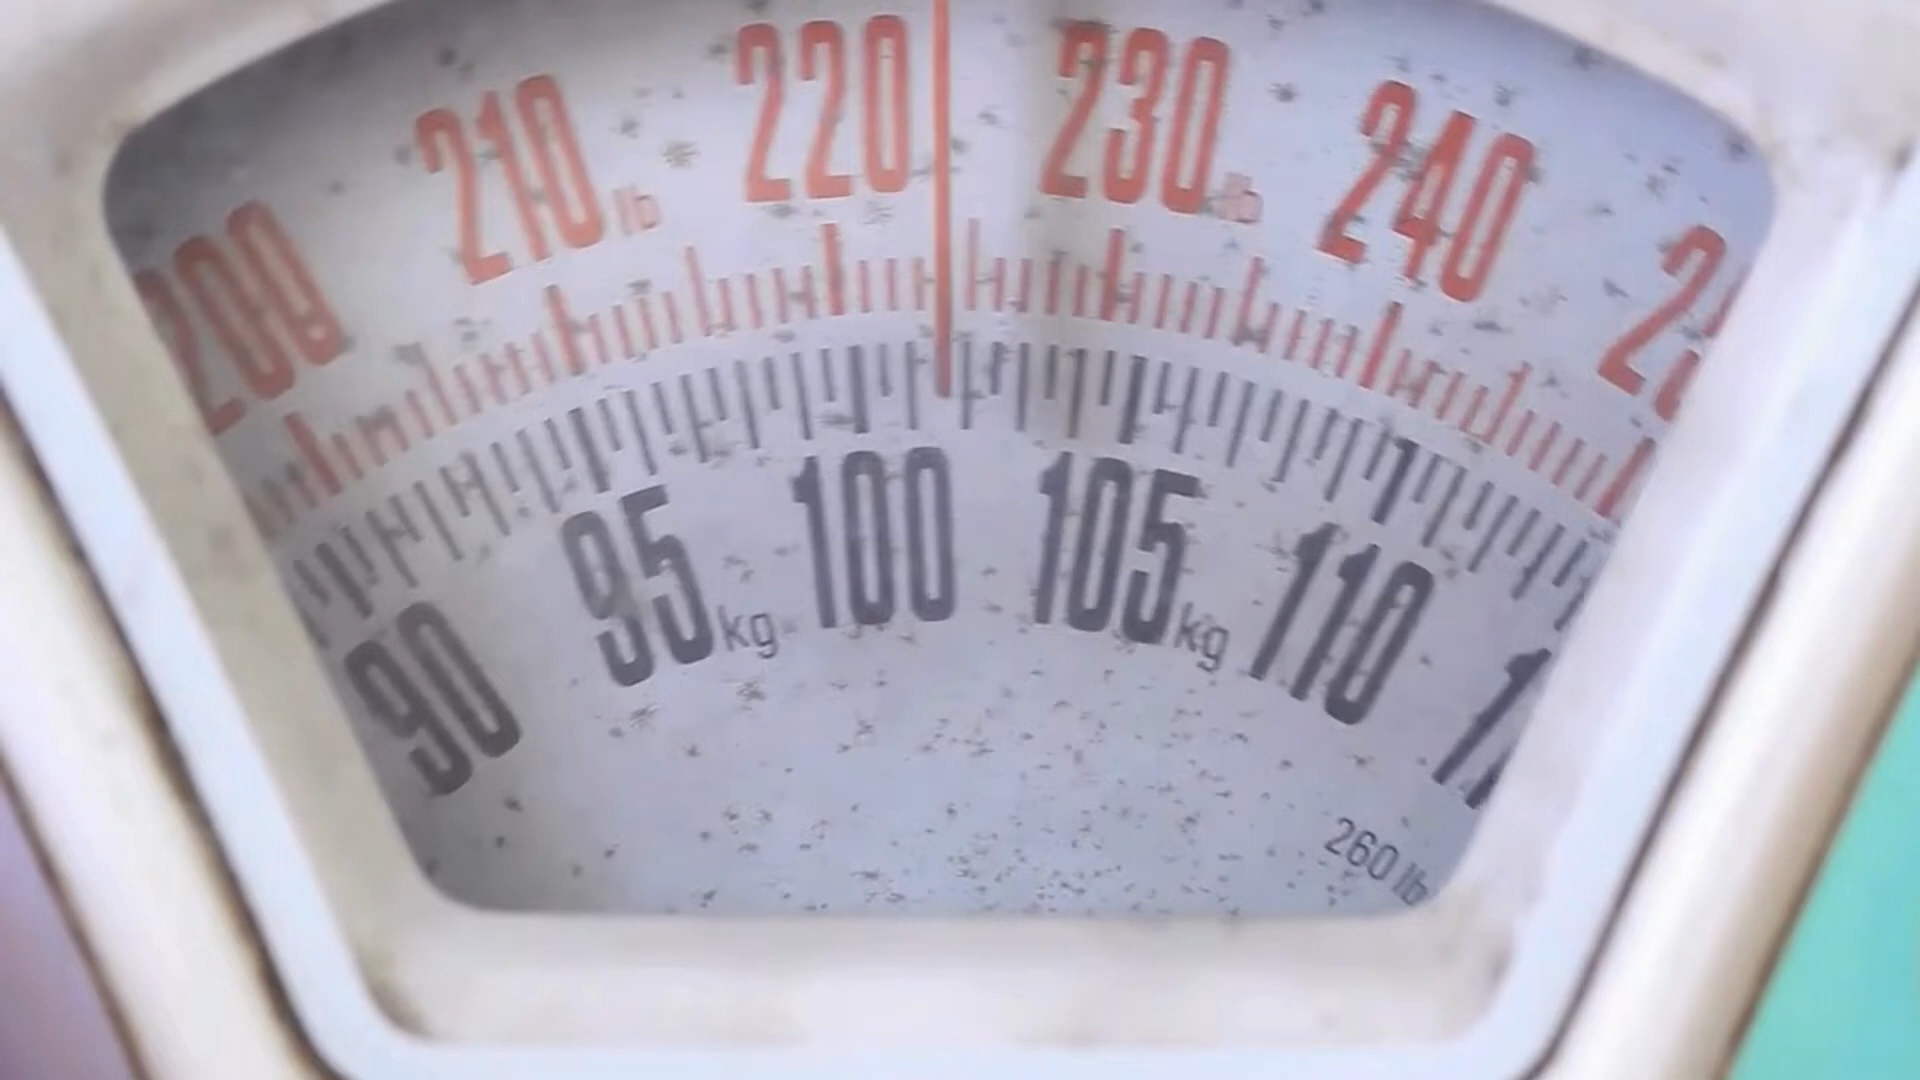 200 210 lb 220 230 lb 240
90 95 kg 100 105 kg 110
260 lb